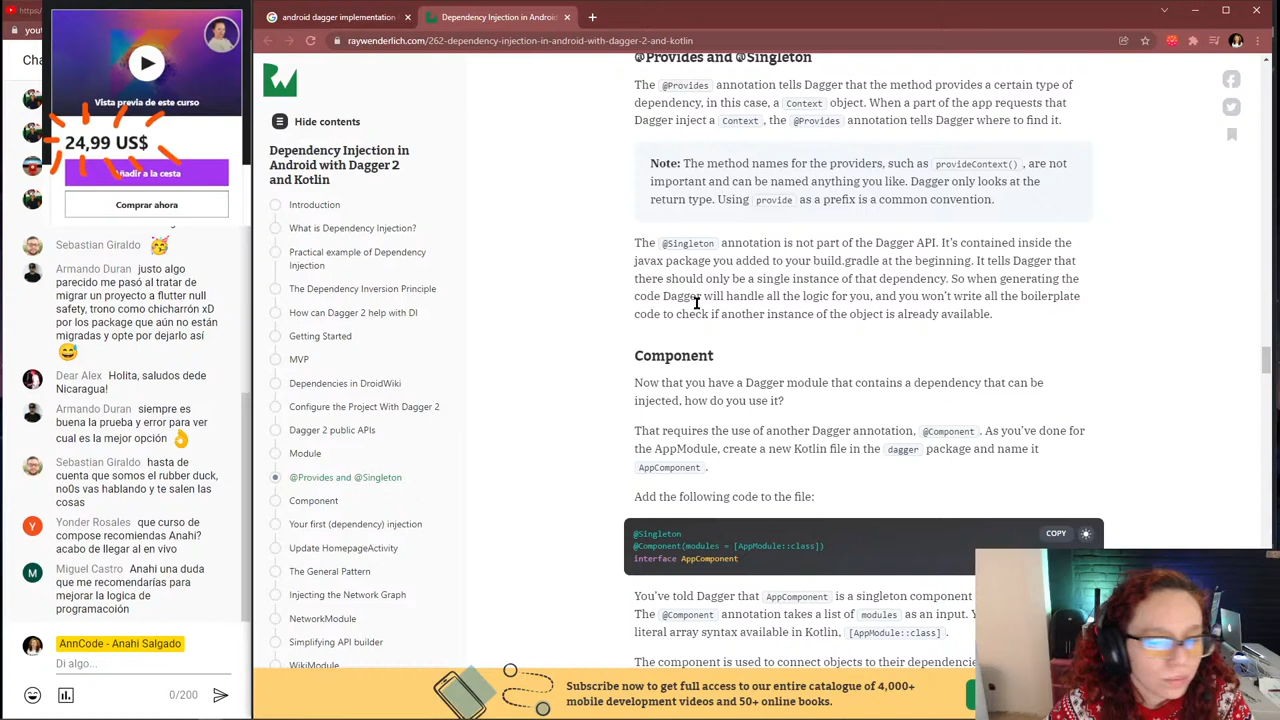 https:/
android dagger implementation
Dependency Injection in Android
raywenderlich.com/262-dependency-injection-in-android-with-dagger-2-and-kotlin
you
Cha
Vista previa de este curso
24,99 US$
Añadir a la cesta
Comprar ahora
Sebastian Giraldo 🥳
Armando Duran justo algo
parecido me pasó al tratar de
migrar un proyecto a flutter null
safety, trono como chicharrón xD
por los package que aún no están
migradas y opte por dejarlo así
😅
Dear Alex Holita, saludos dede
Nicaragua!
Armando Duran siempre es
buena la prueba y error para ver
cual es la mejor opción 👌
Sebastian Giraldo hasta de
cuenta que somos el rubber duck,
no0s vas hablando y te salen las
cosas
Y
Yonder Rosales que curso de
compose recomiendas Anahí?
acabo de llegar al en vivo
M
Miguel Castro Anahi una duda
que me recomendarías para
mejorar la logica de
programacción
AnnCode - Anahí Salgado
Di algo...
0/200
Hide contents
Dependency Injection in
Android with Dagger 2
and Kotlin
Introduction
What is Dependency Injection?
Practical example of Dependency
Injection
The Dependency Inversion Principle
How can Dagger 2 help with DI
Getting Started
MVP
Dependencies in DroidWiki
Configure the Project With Dagger 2
Dagger 2 public APIs
Module
@Provides and @Singleton
Component
Your first (dependency) injection
Update HomepageActivity
The General Pattern
Injecting the Network Graph
NetworkModule
Simplifying API builder
WikiModule
@Provides and @Singleton
The @Provides annotation tells Dagger that the method provides a certain type of
dependency, in this case, a Context object. When a part of the app requests that
Dagger inject a Context, the @Provides annotation tells Dagger where to find it.
Note: The method names for the providers, such as provideContext(), are not
important and can be named anything you like. Dagger only looks at the
return type. Using provide as a prefix is a common convention.
The @Singleton annotation is not part of the Dagger API. It's contained inside the
javax package you added to your build.gradle at the beginning. It tells Dagger that
there should only be a single instance of that dependency. So when generating the
code Dagger will handle all the logic for you, and you won't write all the boilerplate
code to check if another instance of the object is already available.
Component
Now that you have a Dagger module that contains a dependency that can be
injected, how do you use it?
That requires the use of another Dagger annotation, @Component. As you've done for
the AppModule, create a new Kotlin file in the dagger package and name it
AppComponent.
Add the following code to the file:
COPY
@Singleton
@Component(modules = [AppModule::class])
interface AppComponent
You've told Dagger that AppComponent is a singleton component
The @Component annotation takes a list of modules as an input. Y
literal array syntax available in Kotlin, [AppModule::class].
The component is used to connect objects to their dependencie
Subscribe now to get full access to our entire catalogue of 4,000+
mobile development videos and 50+ online books.